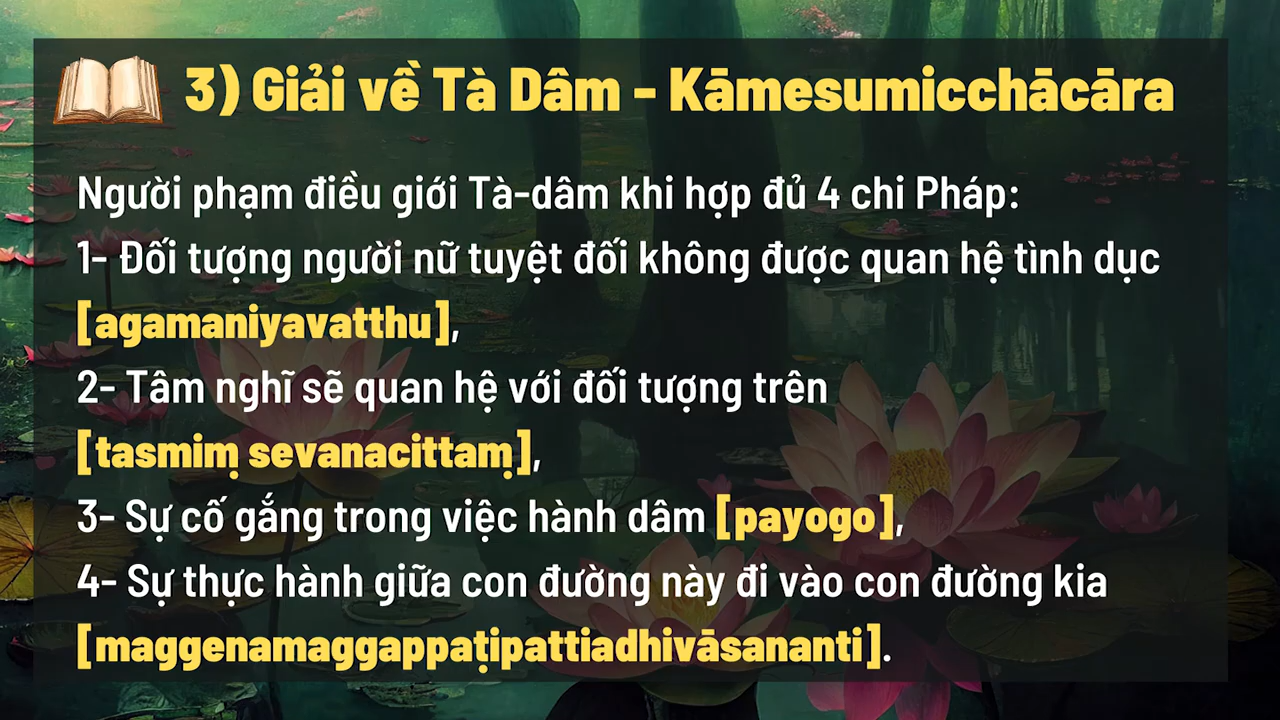 3) Giải về Tà Dâm - Kāmesumicchācāra
Người phạm điều giới Tà-dâm khi hợp đủ 4 chi Pháp:
1- Đối tượng người nữ tuyệt đối không được quan hệ tình dục
[agamaniyavatthu],
2- Tâm nghĩ sẽ quan hệ với đối tượng trên
[tasmiṃ sevanacittaṃ],
3- Sự cố gắng trong việc hành dâm [payogo],
4- Sự thực hành giữa con đường này đi vào con đường kia
[maggenamaggappaṭipattiadhivāsananti].